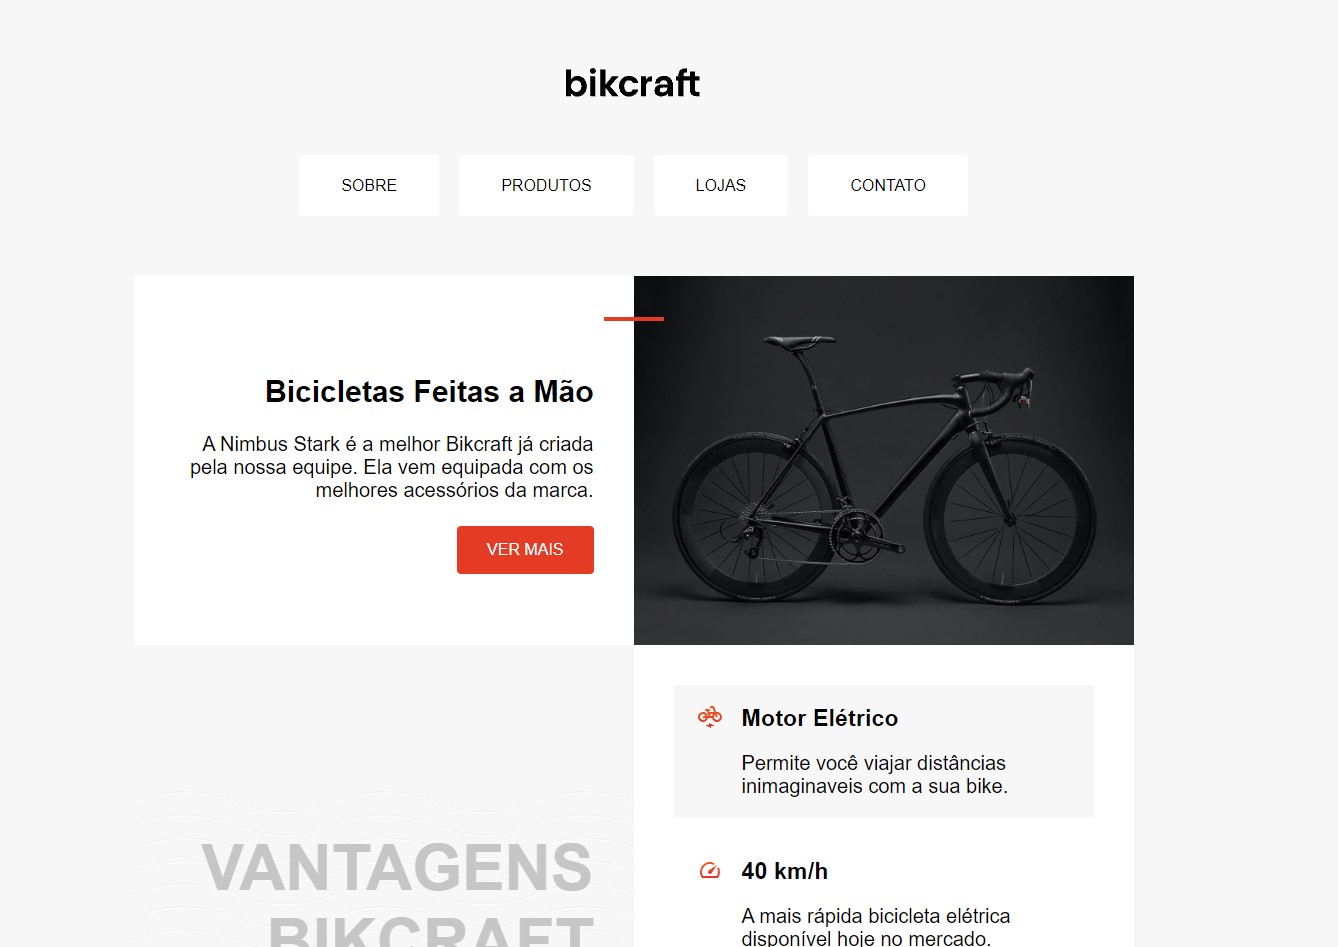 bikcraft
SOBRE
PRODUTOS
LOJAS
CONTATO
Bicicletas Feitas a Mão
A Nimbus Stark é a melhor Bikcraft já criada
pela nossa equipe. Ela vem equipada com os
melhores acessórios da marca.
VER MAIS
VANTAGENS
BIKCRAFT
Motor Elétrico
Permite você viajar distâncias
inimaginaveis com a sua bike.
40 km/h
A mais rápida bicicleta elétrica
disponível hoje no mercado.